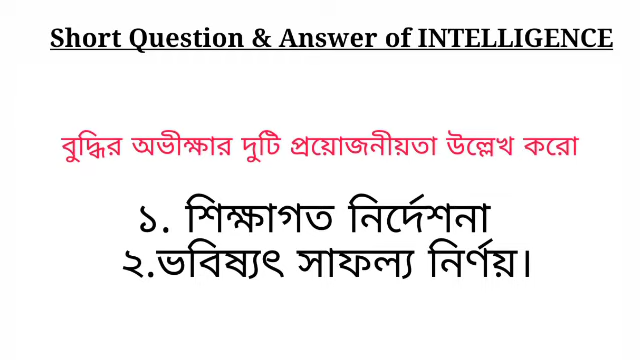 Short Question & Answer of INTELLIGENCE
বুদ্ধির অভীক্ষার দুটি প্রয়োজনীয়তা উল্লেখ করো
১. শিক্ষাগত নির্দেশনা
২.ভবিষ্যৎ সাফল্য নির্ণয়।